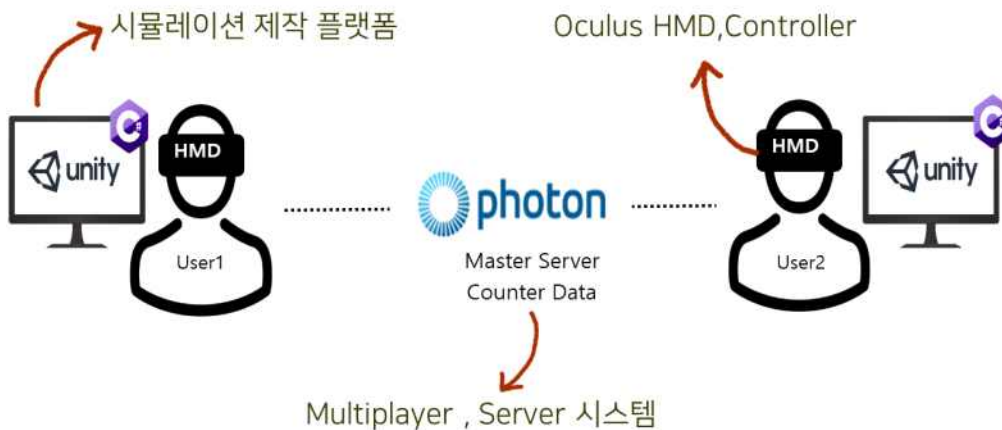 시뮬레이션 제작 플랫폼
Oculus HMD,Controller
C#
unity
HMD
User1
photon
Master Server
Counter Data
HMD
User2
C#
unity
Multiplayer , Server 시스템